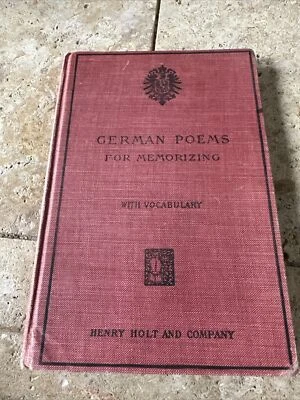 GERMAN POEMS
FOR MEMORIZING
WITH VOCABULARY
HENRY HOLT AND COMPANY